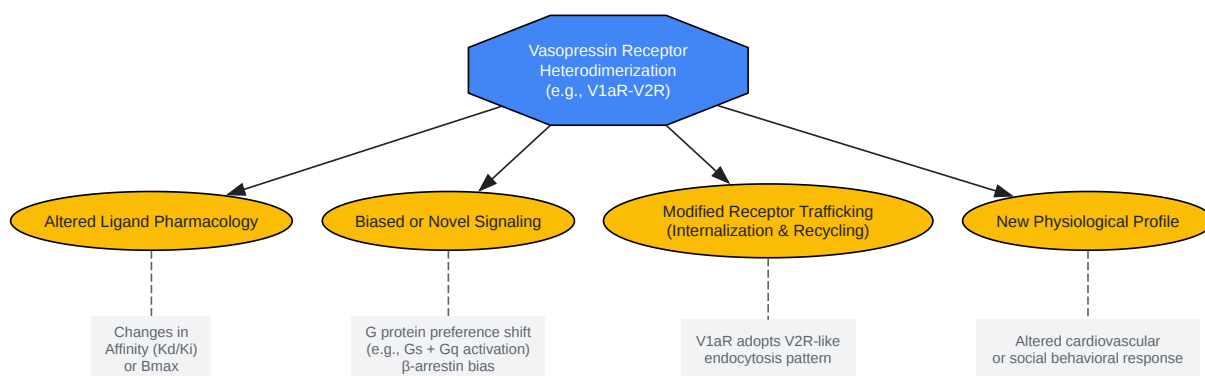 Vasopressin Receptor
Heterodimerization
(e.g., V1aR-V2R)
Altered Ligand Pharmacology
Biased or Novel Signaling
Modified Receptor Trafficking
(Internalization & Recycling)
New Physiological Profile
Changes in
Affinity (Kd/Ki)
or Bmax
G protein preference shift
(e.g., Gs + Gq activation)
β-arrestin bias
V1aR adopts V2R-like
endocytosis pattern
Altered cardiovascular
or social behavioral response